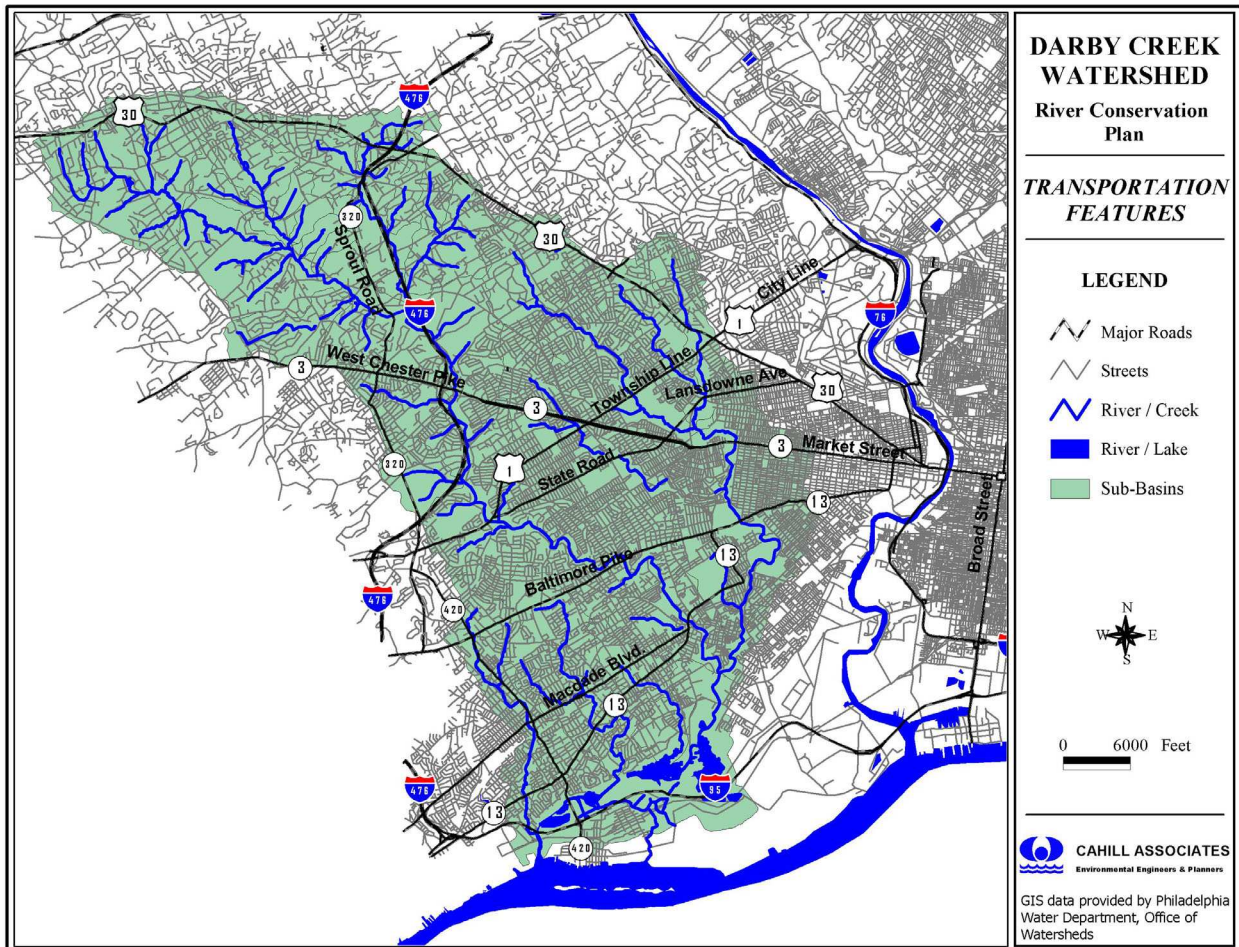 DARBY CREEK
WATERSHED
River Conservation
Plan
TRANSPORTATION
FEATURES
LEGEND
Major Roads
Streets
River / Creek
River / Lake
Sub-Basins
N
W E
S
0 6000 Feet
CAHILL ASSOCIATES
Environmental Engineers & Planners
GIS data provided by Philadelphia
Water Department, Office of
Watersheds
30
476
320
Sproul Road
30
476
City Line
1
76
West Chester Pike
3
Township Line
Lansdowne Ave
30
3
3
Market Street
320
1
State Road
13
Broad Street
Baltimore Pike
13
476
420
Macdade Blvd.
13
476
95
13
420